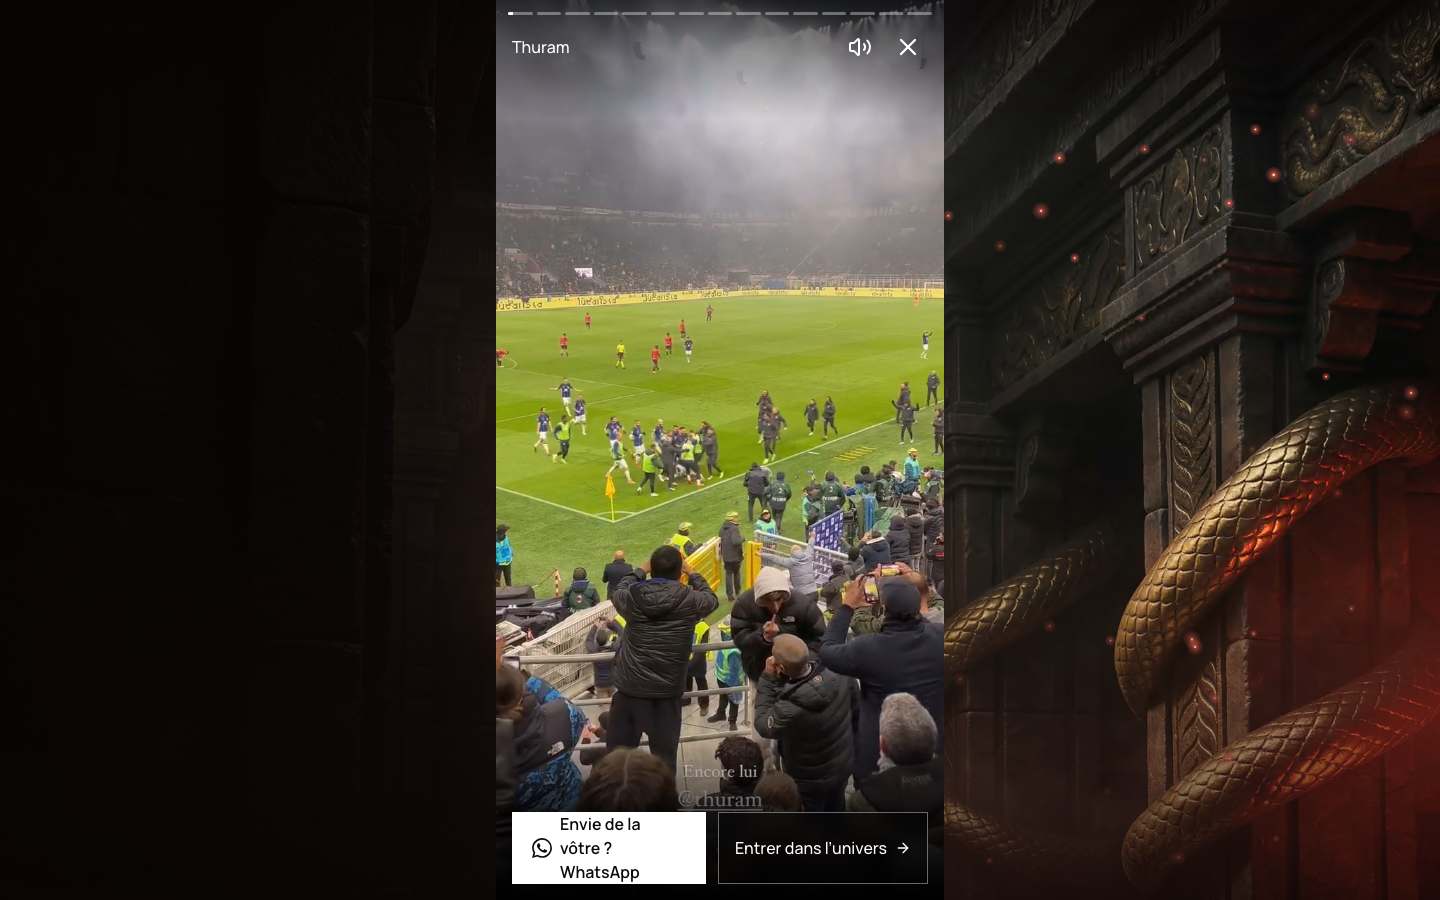 Thuram
Encore lui
@thuram
Envie de la
vôtre ?
WhatsApp
Entrer dans l'univers